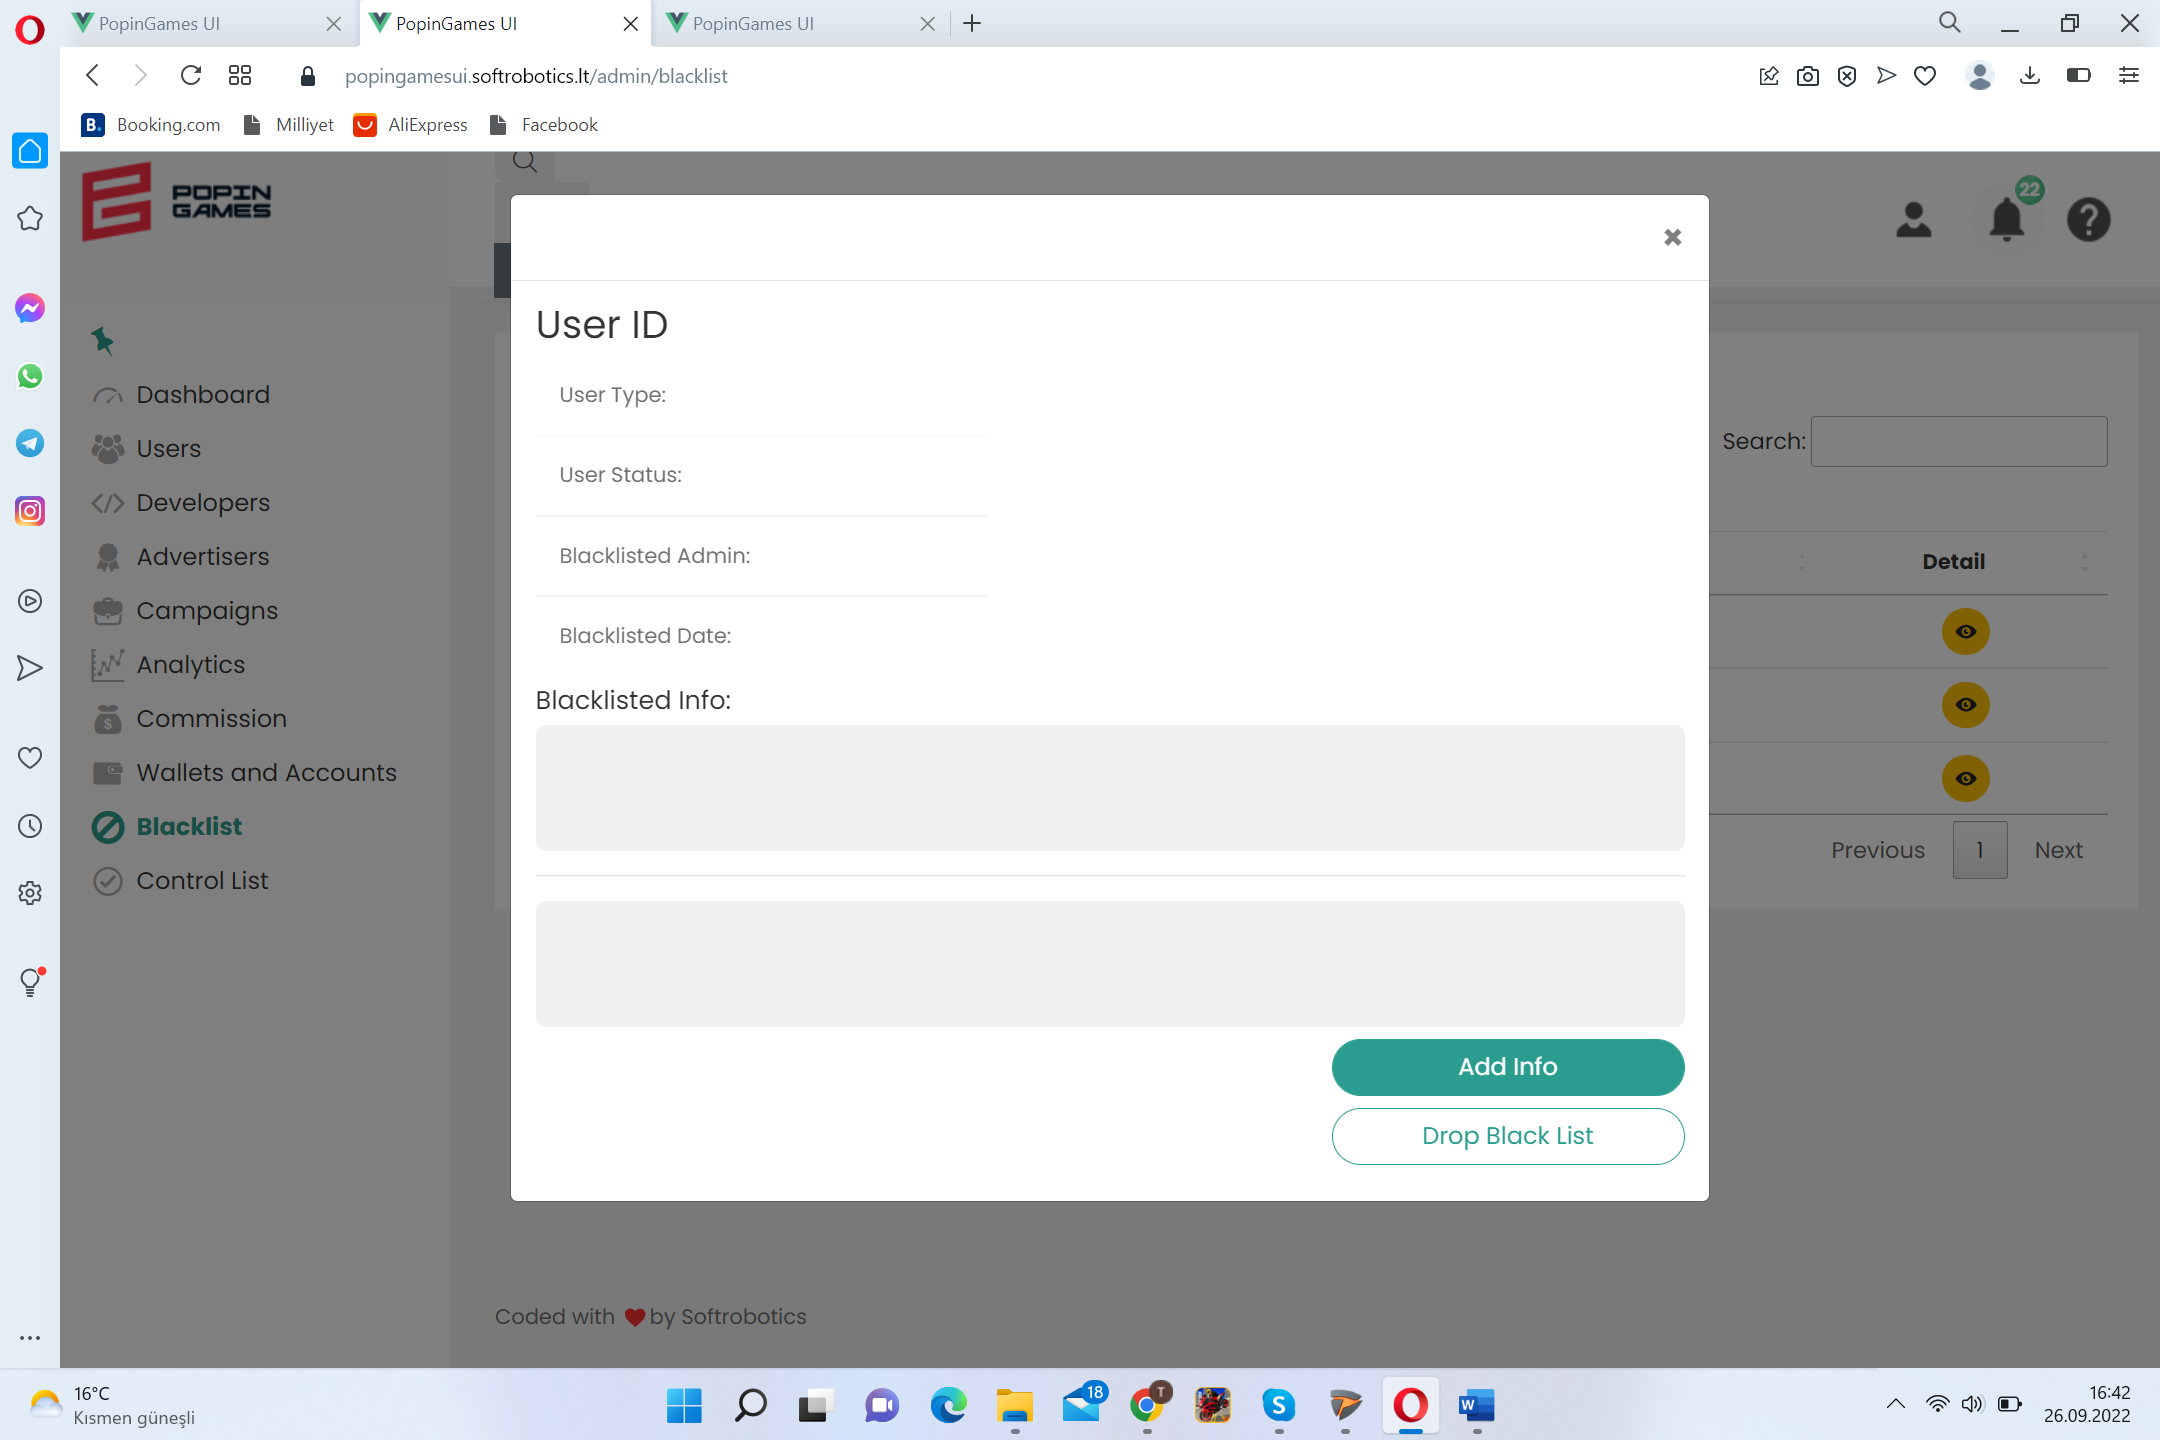 PopinGames UI
PopinGames UI
PopinGames UI
popingamesui.softrobotics.lt/admin/blacklist
B. Booking.com
Milliyet
AliExpress
Facebook
POPIN
GAMES
22
User ID
User Type:
User Status:
Blacklisted Admin:
Blacklisted Date:
Blacklisted Info:
Add Info
Drop Black List
Dashboard
Users
Developers
Advertisers
Campaigns
Analytics
$ Commission
Wallets and Accounts
Blacklist
Control List
Search:
Detail
Previous 1 Next
Coded with ❤ by Softrobotics
16°C
Kısmen güneşli
18
T
S
W
16:42
26.09.2022